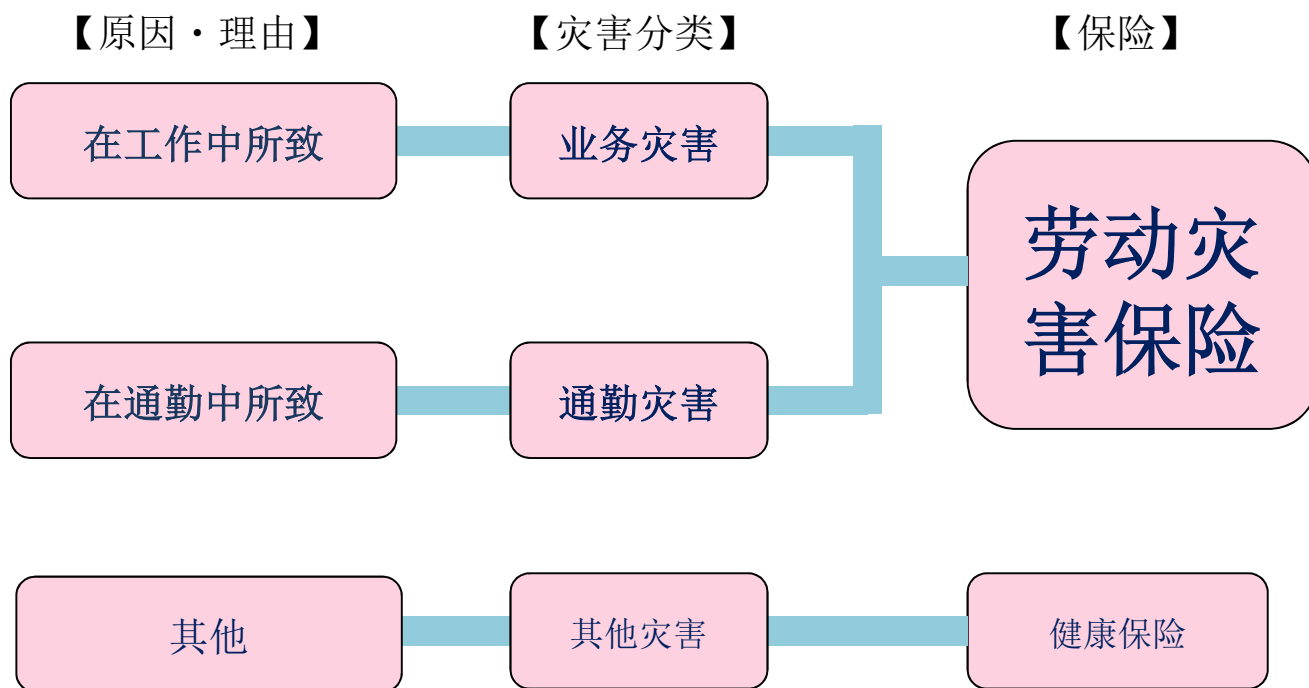 【原因・理由】 【灾害分类】 【保险】
在工作中所致 业务灾害
劳动灾
害保险
在通勤中所致 通勤灾害
其他 其他灾害 健康保险